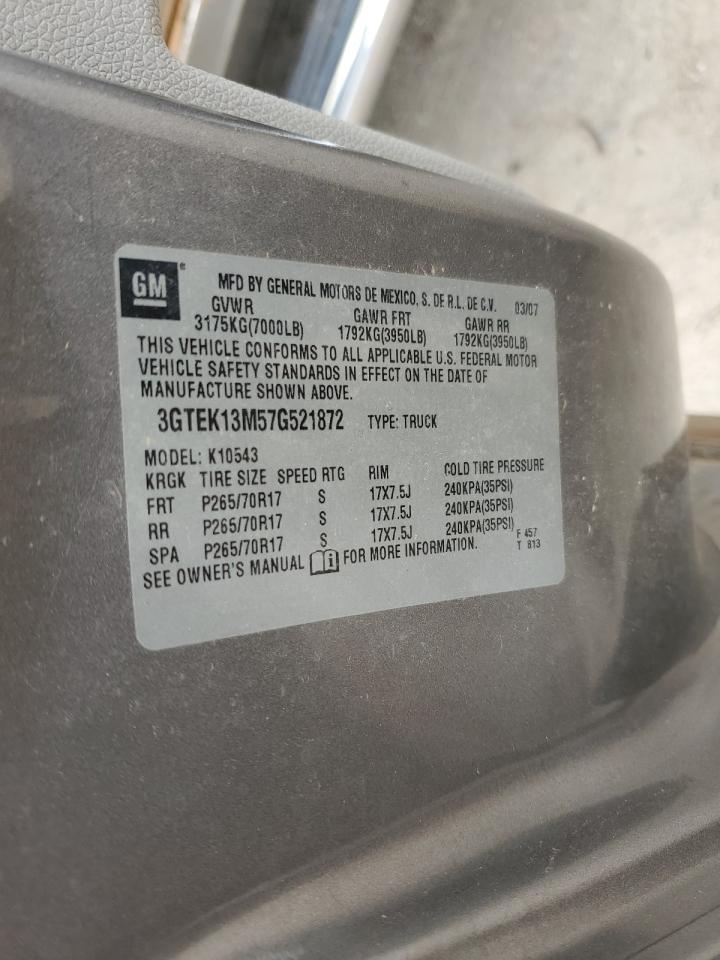 GM®
MFD BY GENERAL MOTORS DE MEXICO, S. DE R.L. DE C.V. 03/07
GVWR GAWR FRT GAWR RR
3175KG(7000LB) 1792KG(3950LB) 1792KG(3950LB)
THIS VEHICLE CONFORMS TO ALL APPLICABLE U.S. FEDERAL MOTOR
VEHICLE SAFETY STANDARDS IN EFFECT ON THE DATE OF
MANUFACTURE SHOWN ABOVE.
3GTEK13M57G521872 TYPE: TRUCK
MODEL: K10543
KRGK TIRE SIZE SPEED RTG RIM COLD TIRE PRESSURE
FRT P265/70R17 S 17X7.5J 240KPA(35PSI)
RR P265/70R17 S 17X7.5J 240KPA(35PSI)
SPA P265/70R17 S 17X7.5J 240KPA(35PSI)
SEE OWNER'S MANUAL i FOR MORE INFORMATION.
F 457
T 813